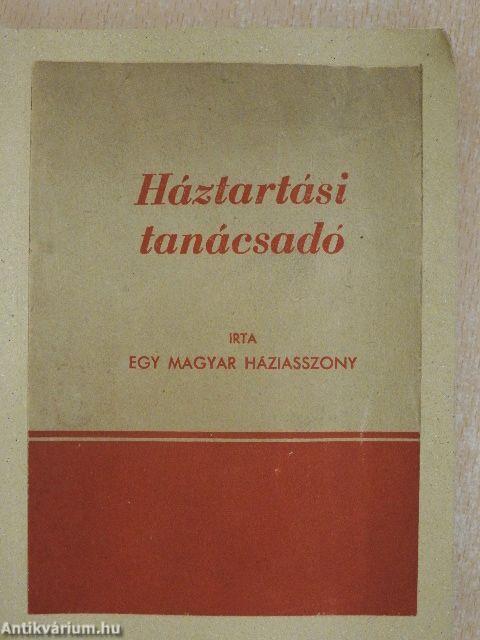 Háztartási
tanácsadó
IRTA
EGY MAGYAR HÁZIASSZONY
Antikvárium.hu